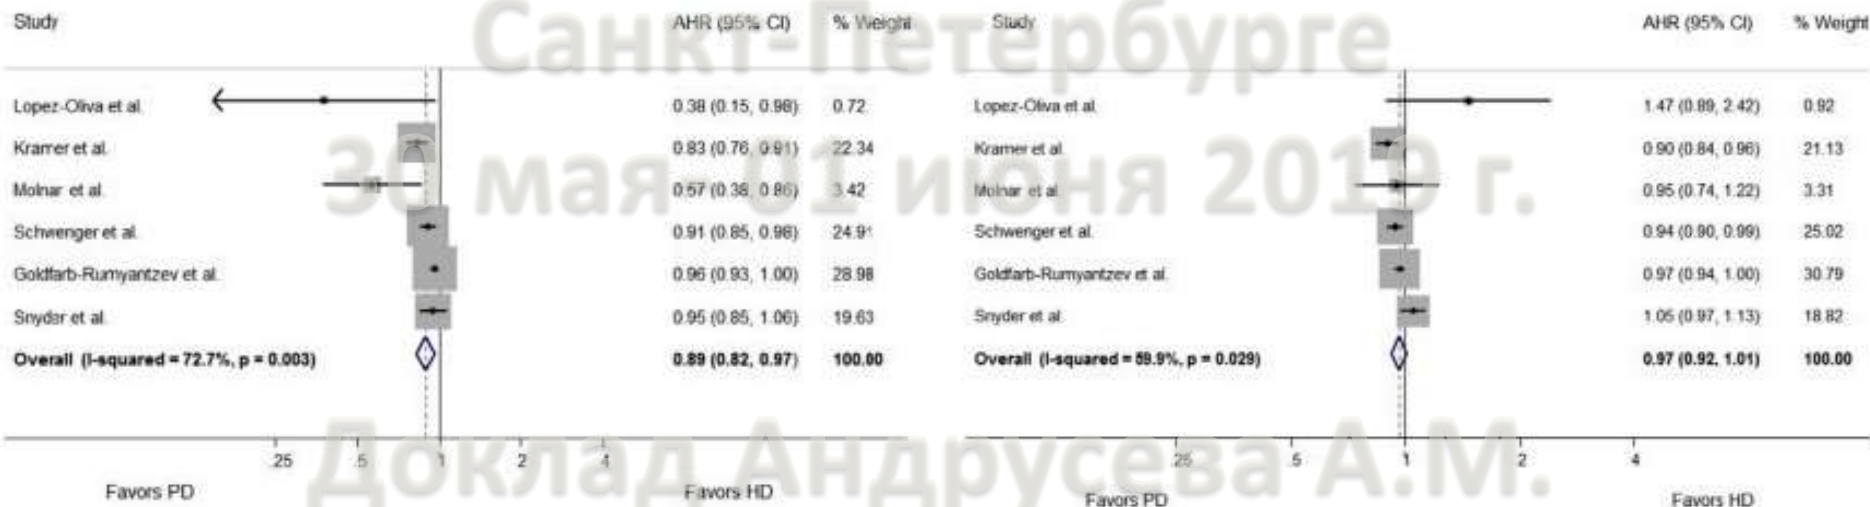 Study AHR (95% CI) % Weight Study AHR (95% CI) % Weight
Санкт-Петербурге
Lopez-Oliva et al. 0.38 (0.15, 0.98) 0.72 Lopez-Oliva et al. 1.47 (0.89, 2.42) 0.92
Kramer et al. 0.83 (0.76, 0.91) 22.34 Kramer et al. 0.90 (0.84, 0.96) 21.13
30 мая- 01 июня 2019 г.
Molnar et al. 0.57 (0.38, 0.86) 3.42 Molnar et al. 0.95 (0.74, 1.22) 3.31
Schwenger et al. 0.91 (0.85, 0.98) 24.91 Schwenger et al. 0.94 (0.90, 0.99) 25.02
Goldfarb-Rumyantzev et al. 0.96 (0.93, 1.00) 28.98 Goldfarb-Rumyantzev et al. 0.97 (0.94, 1.00) 30.79
Snyder et al. 0.95 (0.85, 1.06) 19.63 Snyder et al. 1.05 (0.97, 1.13) 18.82
Overall (I-squared = 72.7%, p = 0.003) 0.89 (0.82, 0.97) 100.00 Overall (I-squared = 59.9%, p = 0.029) 0.97 (0.92, 1.01) 100.00
.25 .5 1 2 4 .25 .5 1 2 4
Доклад Андрусева А.М.
Favors PD Favors HD Favors PD Favors HD